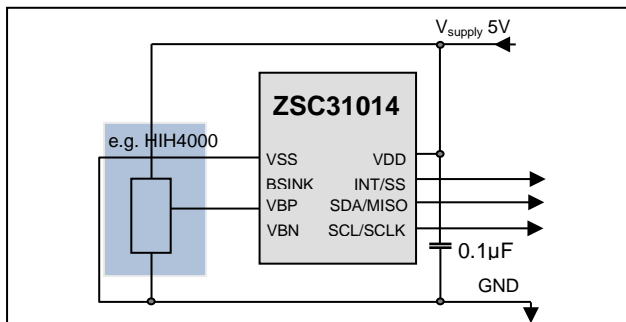 Vsupply 5V
ZSC31014
e.g. HIH4000
VSS VDD
BSINK INT/SS
VBP SDA/MISO
VBN SCL/SCLK
0.1µF
GND